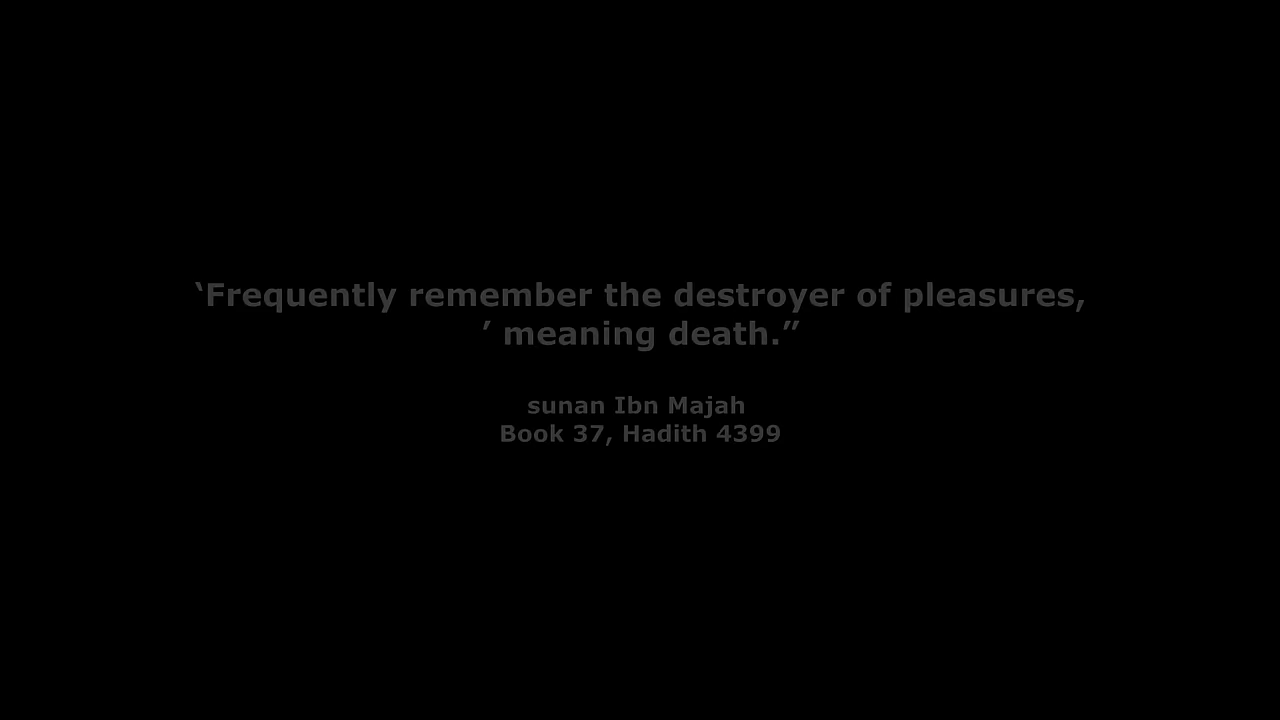 ‘Frequently remember the destroyer of pleasures,
’ meaning death.”
sunan Ibn Majah
Book 37, Hadith 4399